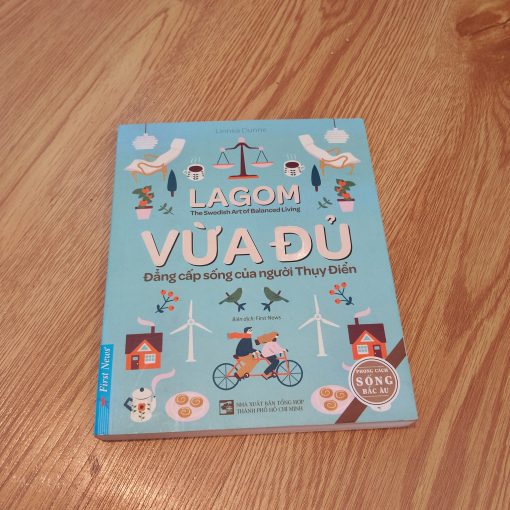 Linnea Dunne
LAGOM
The Swedish Art of Balanced Living
VỪA ĐỦ
Đẳng cấp sống của người Thụy Điển
Biên dịch: First News
First News
PHONG CÁCH
SỐNG
BẮC ÂU
NHÀ XUẤT BẢN TỔNG HỢP
THÀNH PHỐ HỒ CHÍ MINH